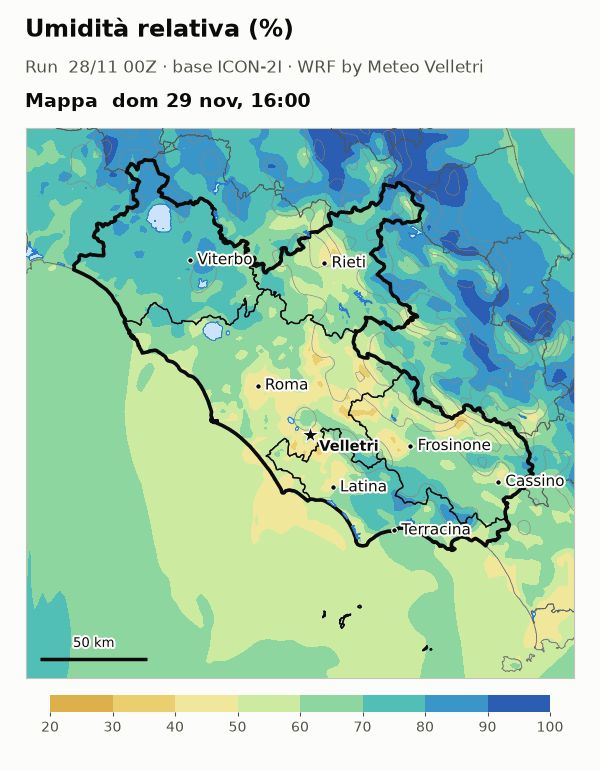 Umidità relativa (%)
Run  28/11 00Z · base ICON-2I · WRF by Meteo Velletri
Mappa  dom 29 nov, 16:00
Viterbo
Rieti
Roma
Velletri
Frosinone
Latina
Cassino
Terracina
50 km
20 30 40 50 60 70 80 90 100